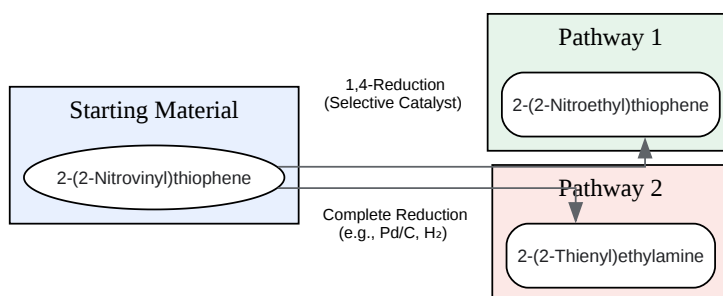 Starting Material
2-(2-Nitrovinyl)thiophene
1,4-Reduction
(Selective Catalyst)
Pathway 1
2-(2-Nitroethyl)thiophene
Complete Reduction
(e.g., Pd/C, H₂)
Pathway 2
2-(2-Thienyl)ethylamine